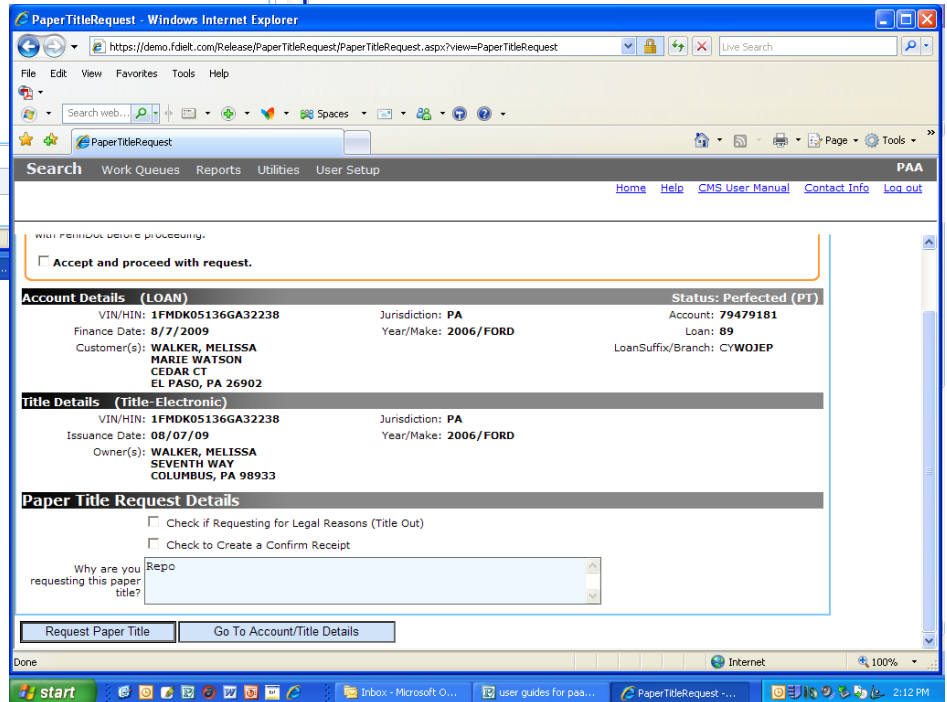 PaperTitleRequest - Windows Internet Explorer
https://demo.fdielt.com/Release/PaperTitleRequest/PaperTitleRequest.aspx?view=PaperTitleRequest Live Search
File Edit View Favorites Tools Help
Search web... Spaces
PaperTitleRequest Page Tools »
Search Work Queues Reports Utilities User Setup PAA
Home Help CMS User Manual Contact Info Log out
with PennDot before proceeding.
Accept and proceed with request.
Account Details (LOAN) Status: Perfected (PT)
VIN/HIN: 1FMDK05136GA32238 Jurisdiction: PA Account: 79479181
Finance Date: 8/7/2009 Year/Make: 2006/FORD Loan: 89
Customer(s): WALKER, MELISSA LoanSuffix/Branch: CYWOJEP
MARIE WATSON
CEDAR CT
EL PASO, PA 26902
Title Details (Title-Electronic)
VIN/HIN: 1FMDK05136GA32238 Jurisdiction: PA
Issuance Date: 08/07/09 Year/Make: 2006/FORD
Owner(s): WALKER, MELISSA
SEVENTH WAY
COLUMBUS, PA 98933
Paper Title Request Details
Check if Requesting for Legal Reasons (Title Out)
Check to Create a Confirm Receipt
Why are you requesting this paper title? Repo
Request Paper Title Go To Account/Title Details
Done Internet 100%
start Inbox - Microsoft O... user guides for paa... PaperTitleRequest -... 2:12 PM